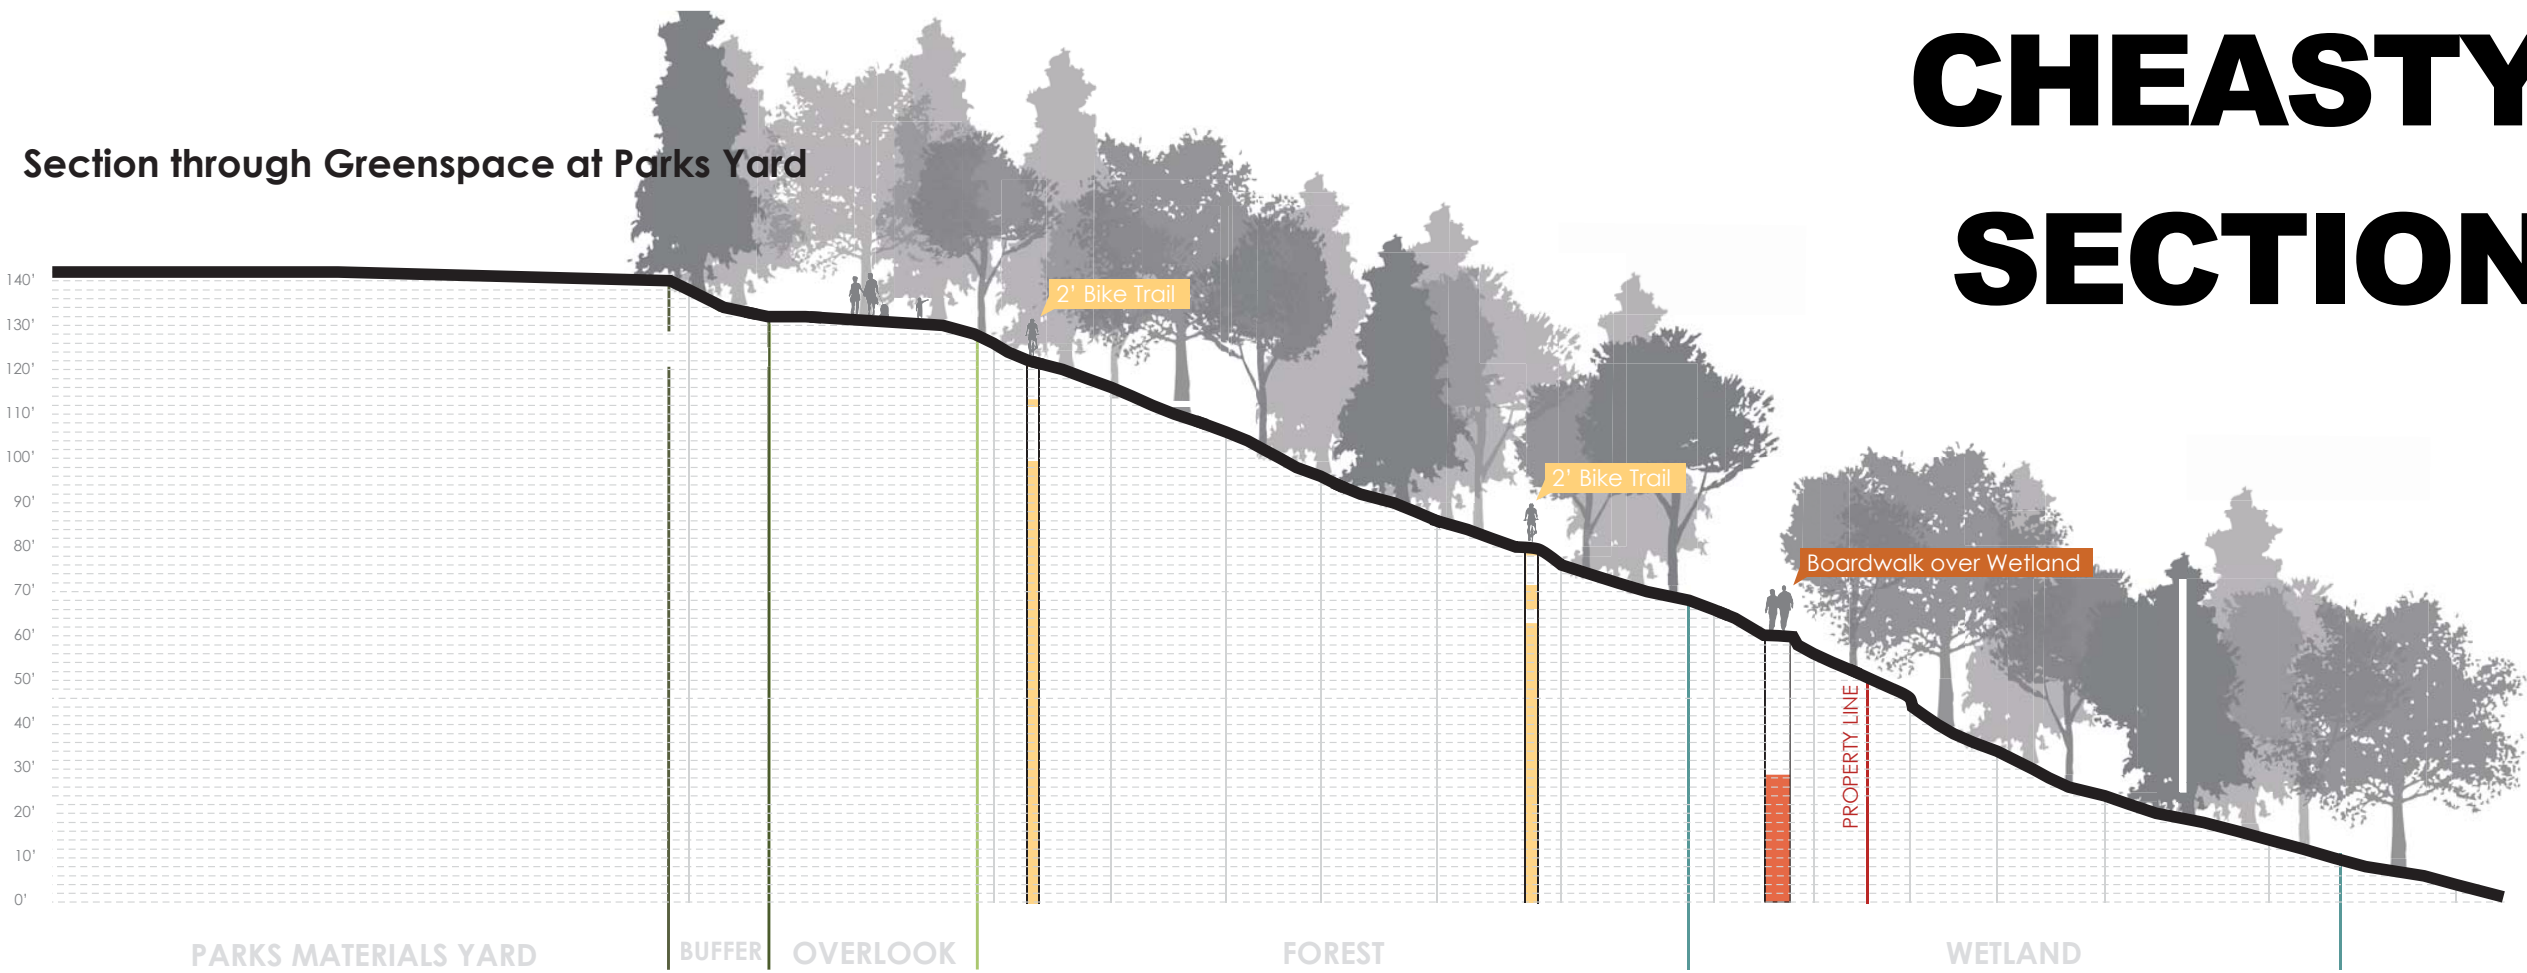 CHEASTY
SECTION
Section through Greenspace at Parks Yard
140'
130'
120'
110'
100'
90'
80'
70'
60'
50'
40'
30'
20'
10'
0'
2' Bike Trail
2' Bike Trail
Boardwalk over Wetland
PROPERTY LINE
PARKS MATERIALS YARD
BUFFER
OVERLOOK
FOREST
WETLAND